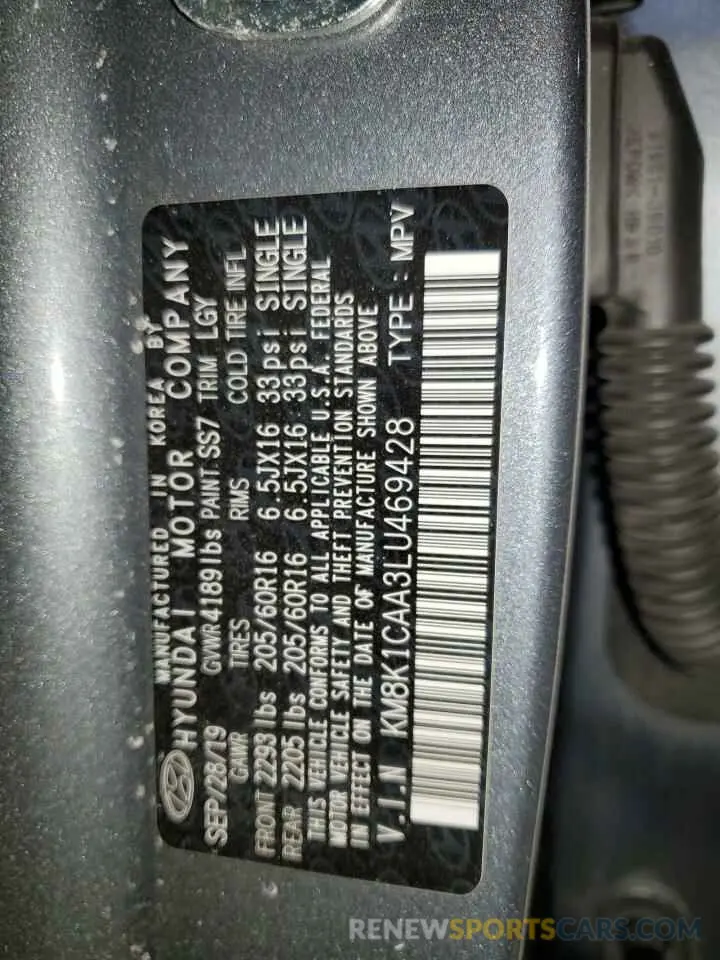 MANUFACTURED IN KOREA BY
HYUNDAI MOTOR COMPANY
SEP/28/19 GVWR 4189lbs PAINT SS7 TRIM LGY
GAWR TIRES RIMS COLD TIRE INFL
FRONT 2293 lbs 205/60R16 6.5JX16 33psi SINGLE
REAR 2205 lbs 205/60R16 6.5JX16 33psi SINGLE
THIS VEHICLE CONFORMS TO ALL APPLICABLE U.S.A. FEDERAL
MOTOR VEHICLE SAFETY AND THEFT PREVENTION STANDARDS
IN EFFECT ON THE DATE OF MANUFACTURE SHOWN ABOVE
V.I.N KM8K1CAA3LU469428 TYPE : MPV
RENEWSPORTSCARS.COM